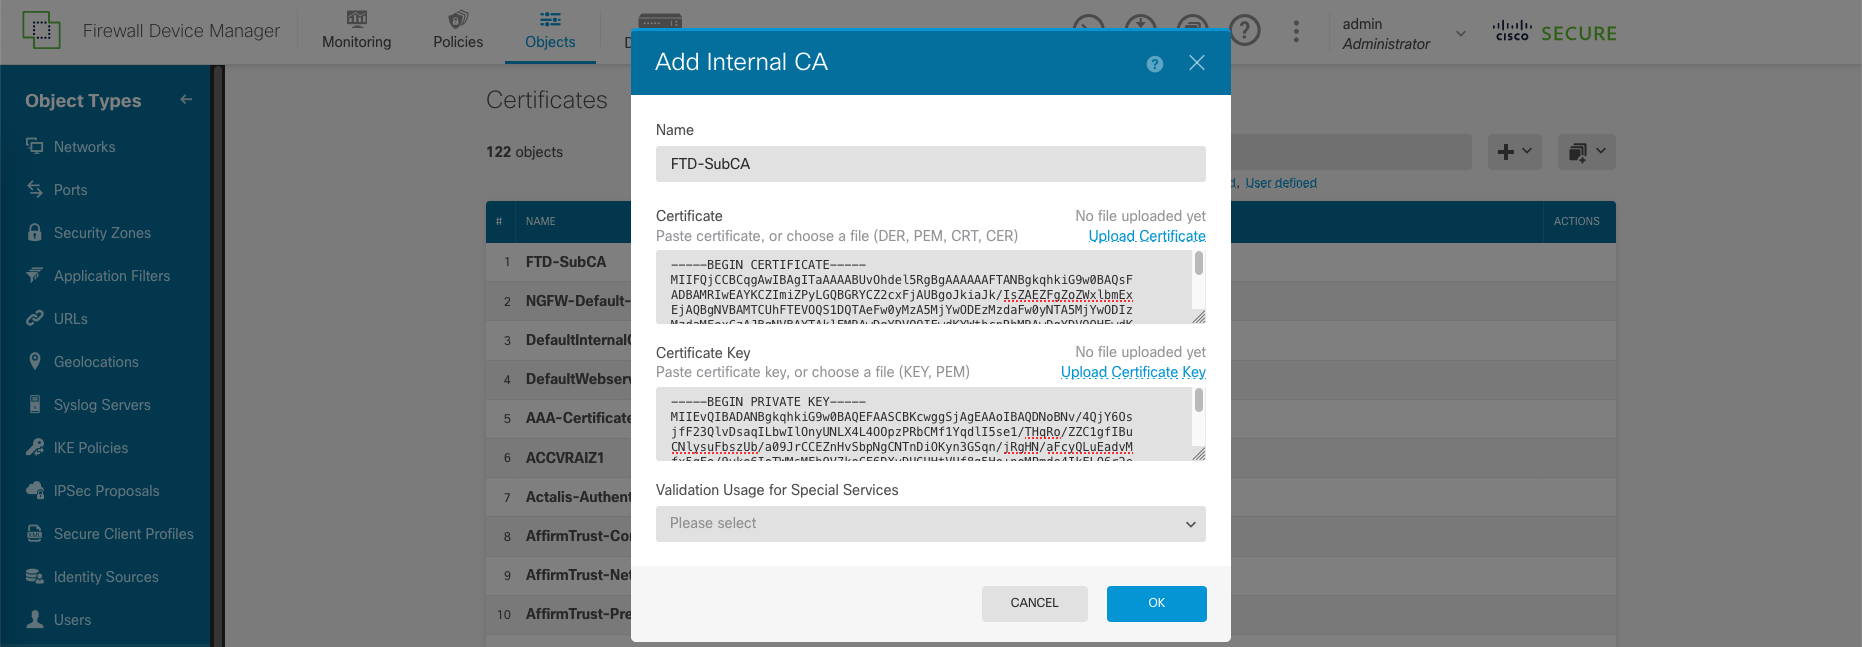 Firewall Device Manager
Monitoring
Policies
Objects
admin
Administrator
CISCO SECURE
Object Types
Networks
Ports
Security Zones
Application Filters
URLs
Geolocations
Syslog Servers
IKE Policies
IPSec Proposals
Secure Client Profiles
Identity Sources
Users
Certificates
122 objects
User defined
# NAME ACTIONS
1 FTD-SubCA
2 NGFW-Default-
3 DefaultInternalC
4 DefaultWebserv
5 AAA-Certificate
6 ACCVRAIZ1
7 Actalis-Authent
8 AffirmTrust-Co
9 AffirmTrust-Net
10 AffirmTrust-Pre
Add Internal CA
Name
FTD-SubCA
Certificate No file uploaded yet
Paste certificate, or choose a file (DER, PEM, CRT, CER) Upload Certificate
-----BEGIN CERTIFICATE-----
MIIFQjCCBCqgAwIBAgITaAAAABUvOhdel5RgBgAAAAAAFTANBgkqhkiG9w0BAQsF
ADBAMRIwEAYKCZImiZPyLGQBGRYCZ2cxFjAUBgoJkiaJk/IsZAEZFgZoZWxlbmEx
EjAQBgNVBAMTCUhFTEVOQS1DQTAeFw0yMzA5MjYwODEzMzdaFw0yNTA5MjYwODIz
Certificate Key No file uploaded yet
Paste certificate key, or choose a file (KEY, PEM) Upload Certificate Key
-----BEGIN PRIVATE KEY-----
MIIEvQIBADANBgkqhkiG9w0BAQEFAASCBKcwggSjAgEAAoIBAQDNoBNv/4QjY6Os
jfF23QlvDsaqILbwIlOnyUNLX4L4OOpzPRbCMf1YqdlI5se1/THqRo/ZZC1gfIBu
CNlysuFbszUb/a09JrCCEZnHvSbpNgCNTnDiOKyn3GSqn/jRgHN/aFcyQLuEadvM
Validation Usage for Special Services
Please select
CANCEL
OK